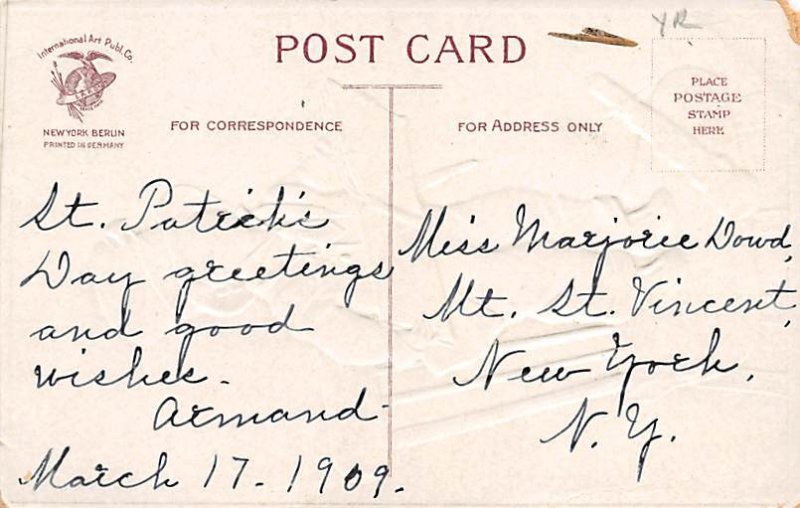 YR
International Art Publ. Co.
NEW YORK BERLIN
PRINTED IN GERMANY
POST CARD
FOR CORRESPONDENCE
FOR ADDRESS ONLY
PLACE
POSTAGE
STAMP
HERE
St. Patrick's
Day greetings
and good
wishes.
Armand-
March 17-1909.
Miss Marjorie Dowd,
Mt. St. Vincent,
New York,
N. Y.